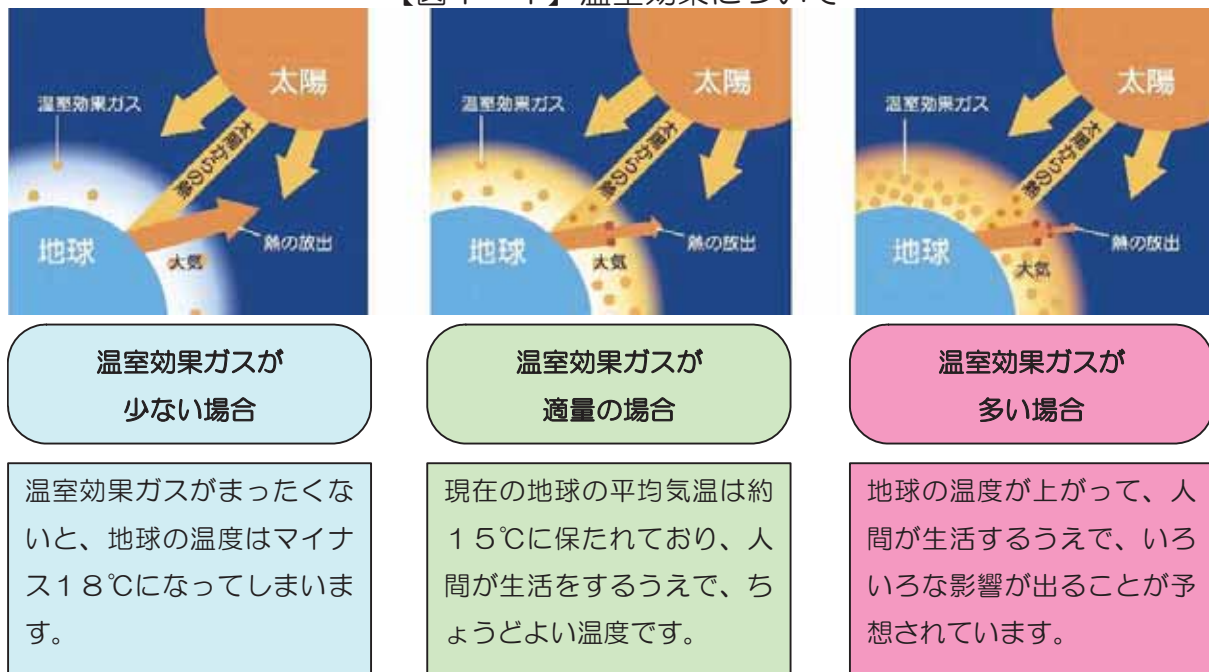 【図１－１】温室効果について
太陽
温室効果ガス
太陽からの熱
熱の放出
地球
大気
太陽
温室効果ガス
太陽からの熱
熱の放出
地球
大気
太陽
温室効果ガス
太陽からの熱
熱の放出
地球
大気
温室効果ガスが
少ない場合
温室効果ガスが
適量の場合
温室効果ガスが
多い場合
温室効果ガスがまったくな
いと、地球の温度はマイナ
ス１８℃になってしまいま
す。
現在の地球の平均気温は約
１５℃に保たれており、人
間が生活をするうえで、ち
ょうどよい温度です。
地球の温度が上がって、人
間が生活するうえで、いろ
いろな影響が出ることが予
想されています。